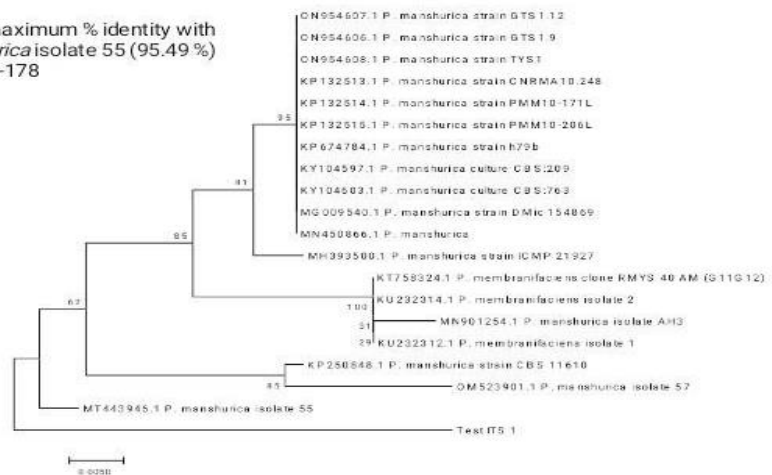 aximum % identity with
rica isolate 55 (95.49 %)
-178
ON954607.1 P. manshurica strain GTS1.12
ON954606.1 P. manshurica strain GTS1.9
ON954608.1 P. manshurica strain TYS1
KP132513.1 P. manshurica strain CNRMA10.248
KP132514.1 P. manshurica strain PMM10-171L
95
KP132515.1 P. manshurica strain PMM10-206L
KP674784.1 P. manshurica strain h79b
KY104597.1 P. manshurica culture CBS:209
81
KY104603.1 P. manshurica culture CBS:763
MG009540.1 P. manshurica strain DMic 154869
85
MN450866.1 P. manshurica
MH393500.1 P. manshurica strain ICMP 21927
KT758324.1 P. membranifaciens clone RMYS 40 AM (G11G12)
67
100
KU232314.1 P. membranifaciens isolate 2
31
MN901254.1 P. manshurica isolate AH3
29
KU232312.1 P. membranifaciens isolate 1
KP250848.1 P. manshurica strain CBS 11610
85
OM523901.1 P. manshurica isolate 57
MT443945.1 P. manshurica isolate 55
Test ITS 1
0.0050